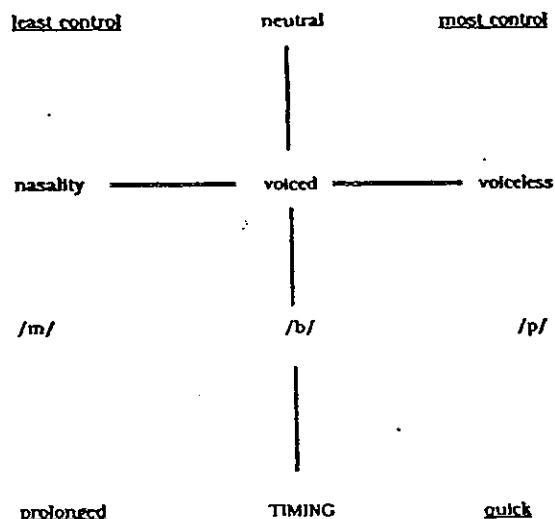 least control neutral most control
nasality voiced voiceless
/m/ /b/ /p/
prolonged TIMING quick